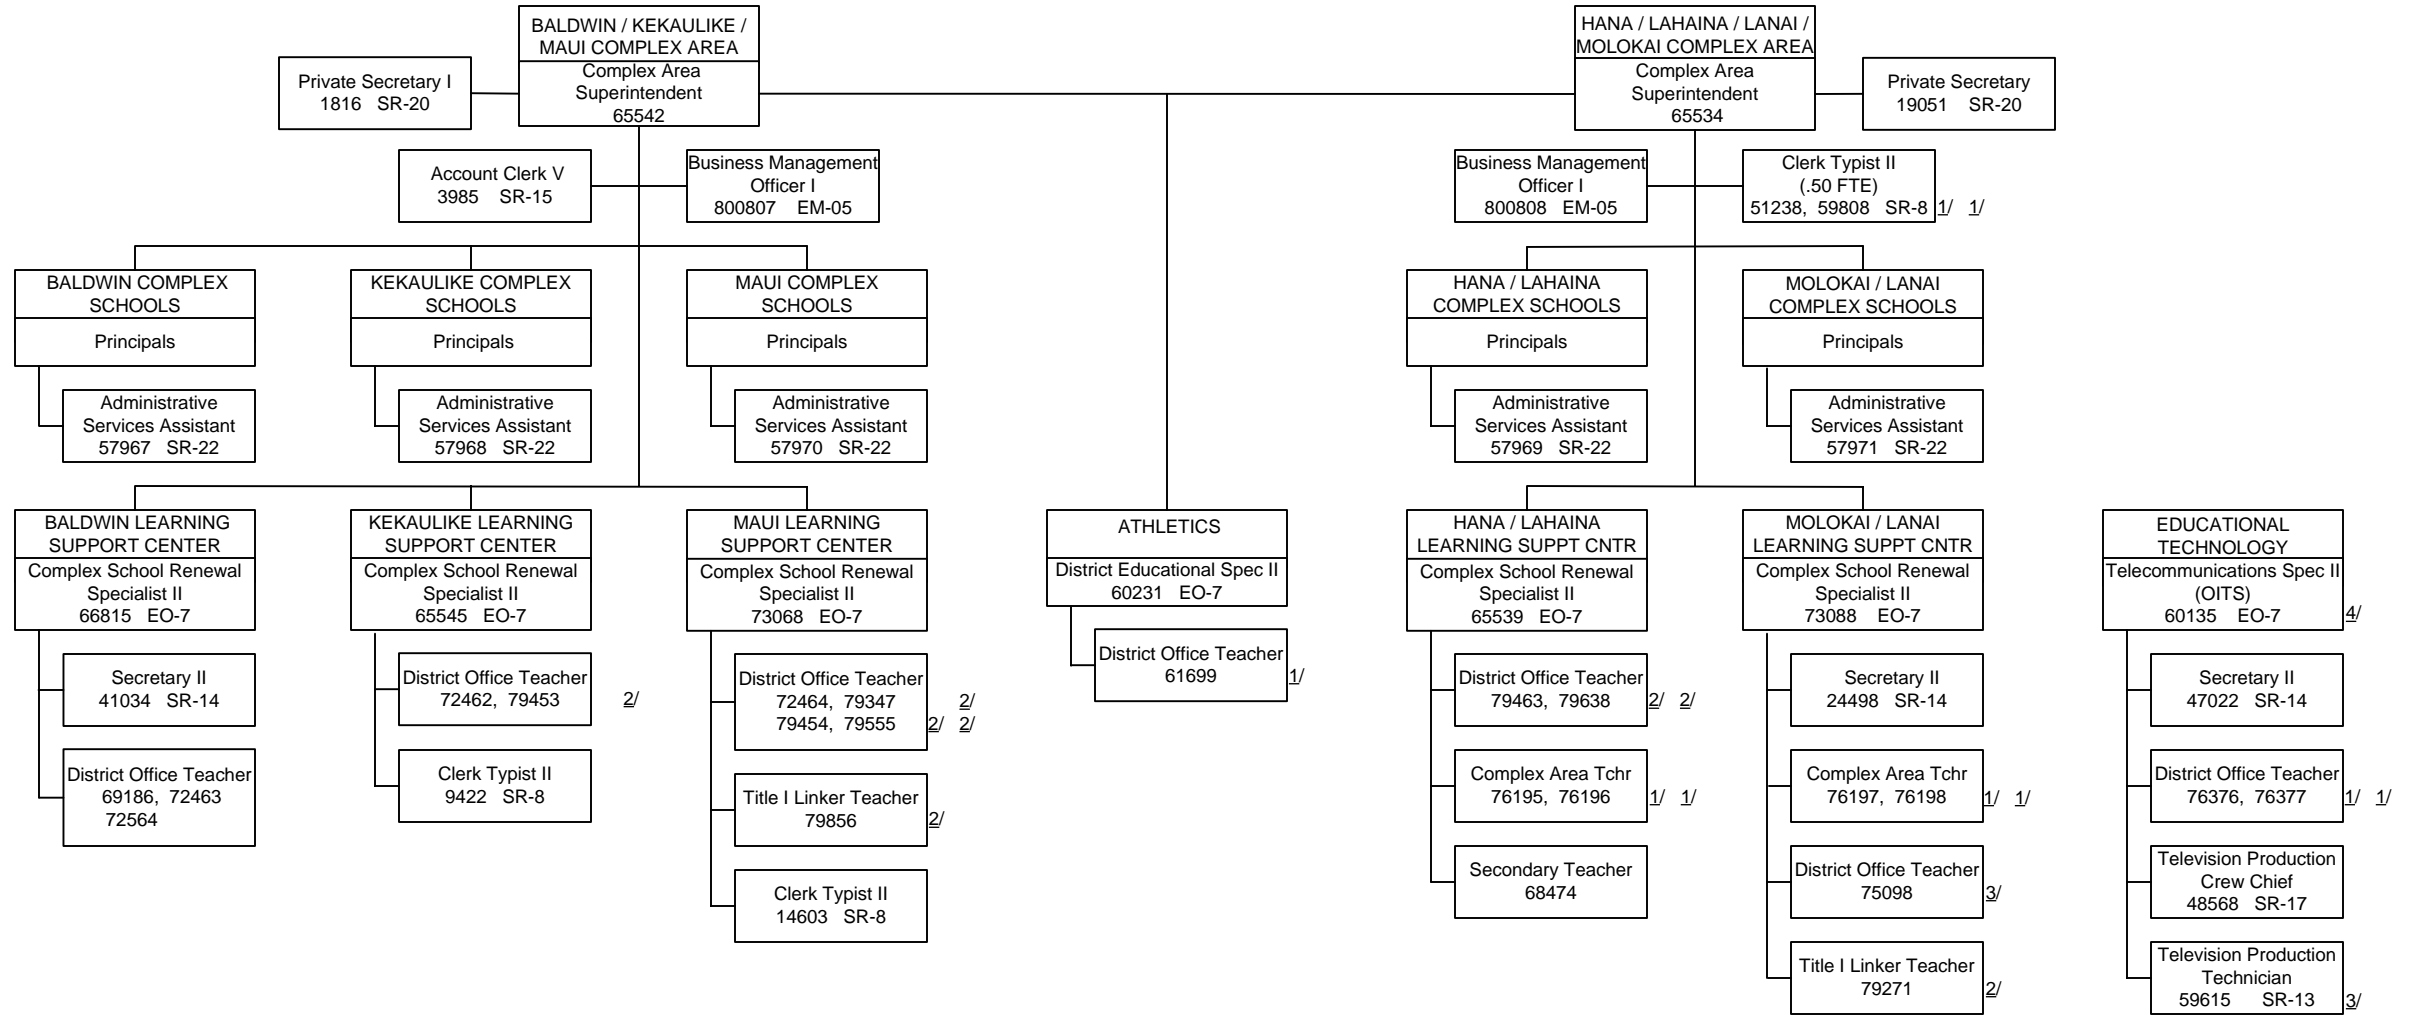 BALDWIN / KEKAULIKE /
MAUI COMPLEX AREA
Complex Area
Superintendent
65542
HANA / LAHAINA / LANAI /
MOLOKAI COMPLEX AREA
Complex Area
Superintendent
65534
Private Secretary I
1816 SR-20
Private Secretary
19051 SR-20
Account Clerk V
3985 SR-15
Business Management
Officer I
800807 EM-05
Business Management
Officer I
800808 EM-05
Clerk Typist II
(.50 FTE)
51238, 59808 SR-8 1/ 1/
BALDWIN COMPLEX
SCHOOLS
Principals
Administrative
Services Assistant
57967 SR-22
KEKAULIKE COMPLEX
SCHOOLS
Principals
Administrative
Services Assistant
57968 SR-22
MAUI COMPLEX
SCHOOLS
Principals
Administrative
Services Assistant
57970 SR-22
HANA / LAHAINA
COMPLEX SCHOOLS
Principals
Administrative
Services Assistant
57969 SR-22
MOLOKAI / LANAI
COMPLEX SCHOOLS
Principals
Administrative
Services Assistant
57971 SR-22
BALDWIN LEARNING
SUPPORT CENTER
Complex School Renewal
Specialist II
66815 EO-7
Secretary II
41034 SR-14
District Office Teacher
69186, 72463
72564
KEKAULIKE LEARNING
SUPPORT CENTER
Complex School Renewal
Specialist II
65545 EO-7
District Office Teacher
72462, 79453 2/
Clerk Typist II
9422 SR-8
MAUI LEARNING
SUPPORT CENTER
Complex School Renewal
Specialist II
73068 EO-7
District Office Teacher
72464, 79347 2/
79454, 79555 2/ 2/
Title I Linker Teacher
79856 2/
Clerk Typist II
14603 SR-8
ATHLETICS
District Educational Spec II
60231 EO-7
District Office Teacher
61699 1/
HANA / LAHAINA
LEARNING SUPPT CNTR
Complex School Renewal
Specialist II
65539 EO-7
District Office Teacher
79463, 79638 2/ 2/
Complex Area Tchr
76195, 76196 1/ 1/
Secondary Teacher
68474
MOLOKAI / LANAI
LEARNING SUPPT CNTR
Complex School Renewal
Specialist II
73088 EO-7
Secretary II
24498 SR-14
Complex Area Tchr
76197, 76198 1/ 1/
District Office Teacher
75098 3/
Title I Linker Teacher
79271 2/
EDUCATIONAL
TECHNOLOGY
Telecommunications Spec II
(OITS)
60135 EO-7 4/
Secretary II
47022 SR-14
District Office Teacher
76376, 76377 1/ 1/
Television Production
Crew Chief
48568 SR-17
Television Production
Technician
59615 SR-13 3/